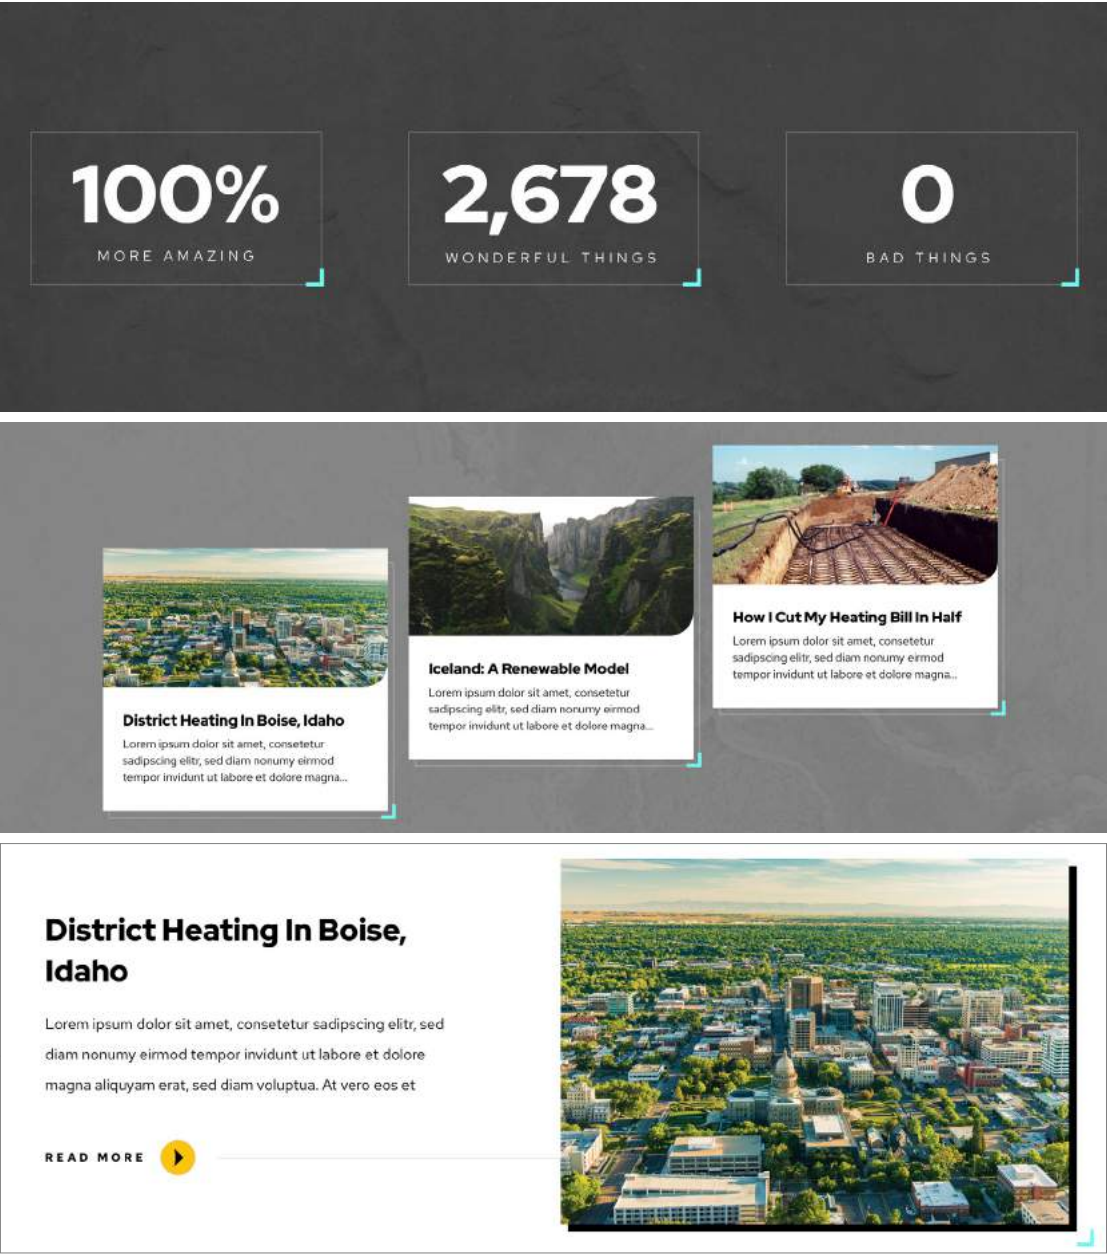 100%
MORE AMAZING
2,678
WONDERFUL THINGS
0
BAD THINGS
District Heating In Boise, Idaho
Lorem ipsum dolor sit amet, consetetur
sadipscing elitr, sed diam nonumy eirmod
tempor invidunt ut labore et dolore magna...
Iceland: A Renewable Model
Lorem ipsum dolor sit amet, consetetur
sadipscing elitr, sed diam nonumy eirmod
tempor invidunt ut labore et dolore magna...
How I Cut My Heating Bill In Half
Lorem ipsum dolor sit amet, consetetur
sadipscing elitr, sed diam nonumy eirmod
tempor invidunt ut labore et dolore magna...
District Heating In Boise,
Idaho
Lorem ipsum dolor sit amet, consetetur sadipscing elitr, sed
diam nonumy eirmod tempor invidunt ut labore et dolore
magna aliquyam erat, sed diam voluptua. At vero eos et
READ MORE